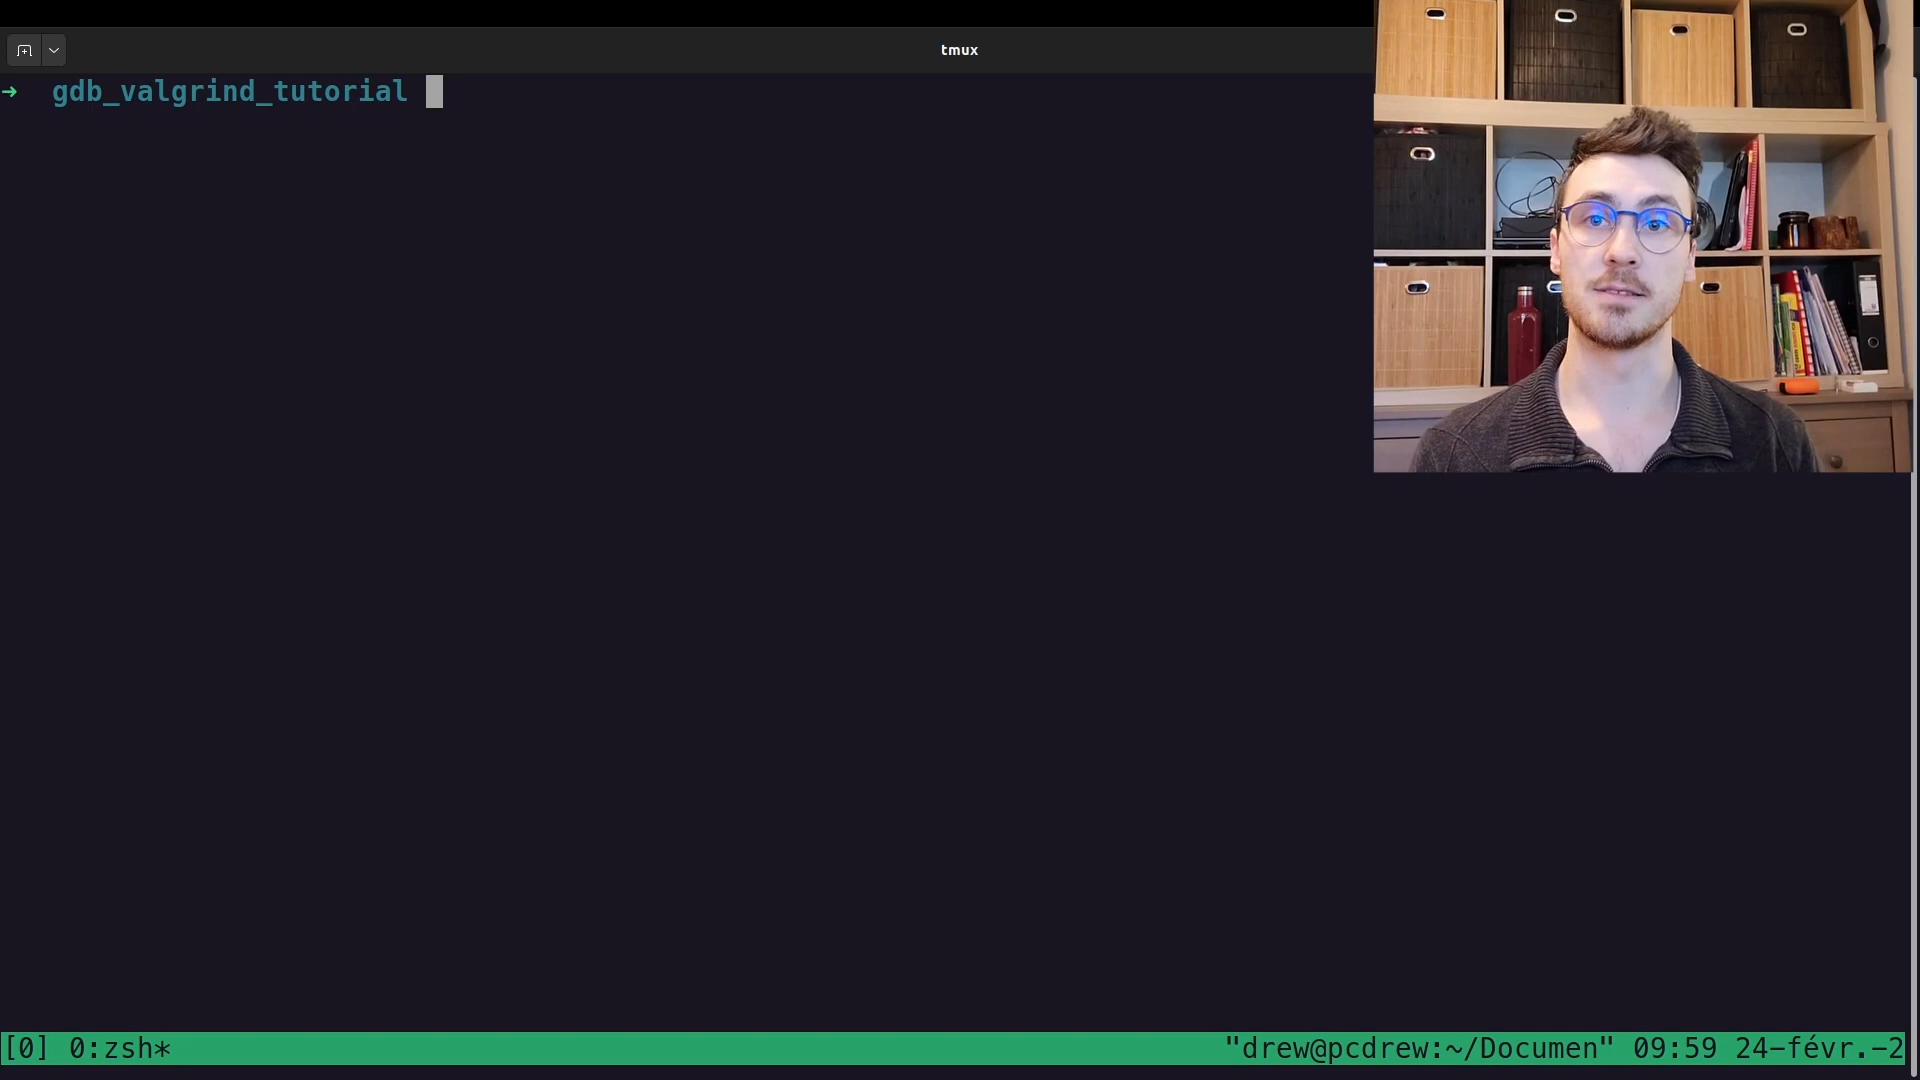 tmux
➜ gdb_valgrind_tutorial
[0] 0:zsh* "drew@pcdrew:~/Documen" 09:59 24-févr.-2